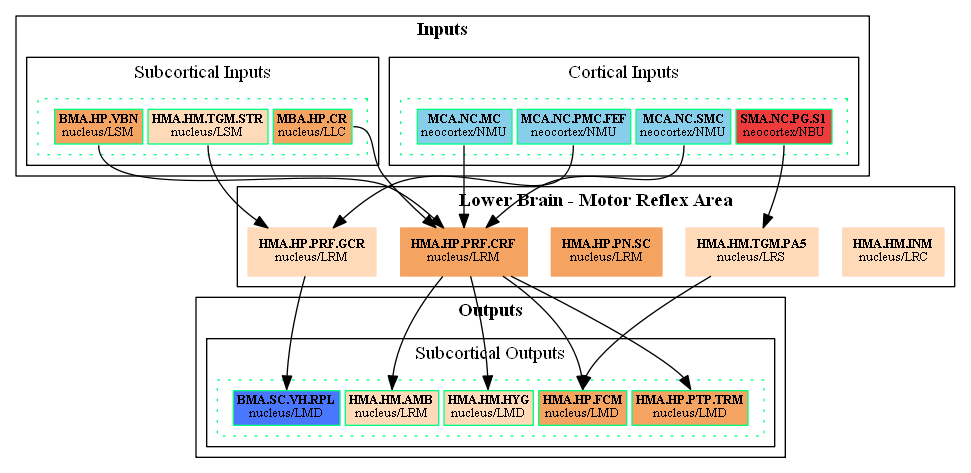 Inputs
Subcortical Inputs
Cortical Inputs
BMA.HP.VBN
nucleus/LSM
HMA.HM.TGM.STR
nucleus/LSM
MBA.HP.CR
nucleus/LLC
MCA.NC.MC
neocortex/NMU
MCA.NC.PMC.FEF
neocortex/NMU
MCA.NC.SMC
neocortex/NMU
SMA.NC.PG.S1
neocortex/NBU
Lower Brain - Motor Reflex Area
HMA.HP.PRF.GCR
nucleus/LRM
HMA.HP.PRF.CRF
nucleus/LRM
HMA.HP.PN.SC
nucleus/LRM
HMA.HM.TGM.PA5
nucleus/LRS
HMA.HM.INM
nucleus/LRC
Outputs
Subcortical Outputs
BMA.SC.VH.RPL
nucleus/LMD
HMA.HM.AMB
nucleus/LRM
HMA.HM.HYG
nucleus/LMD
HMA.HP.FCM
nucleus/LMD
HMA.HP.PTP.TRM
nucleus/LMD